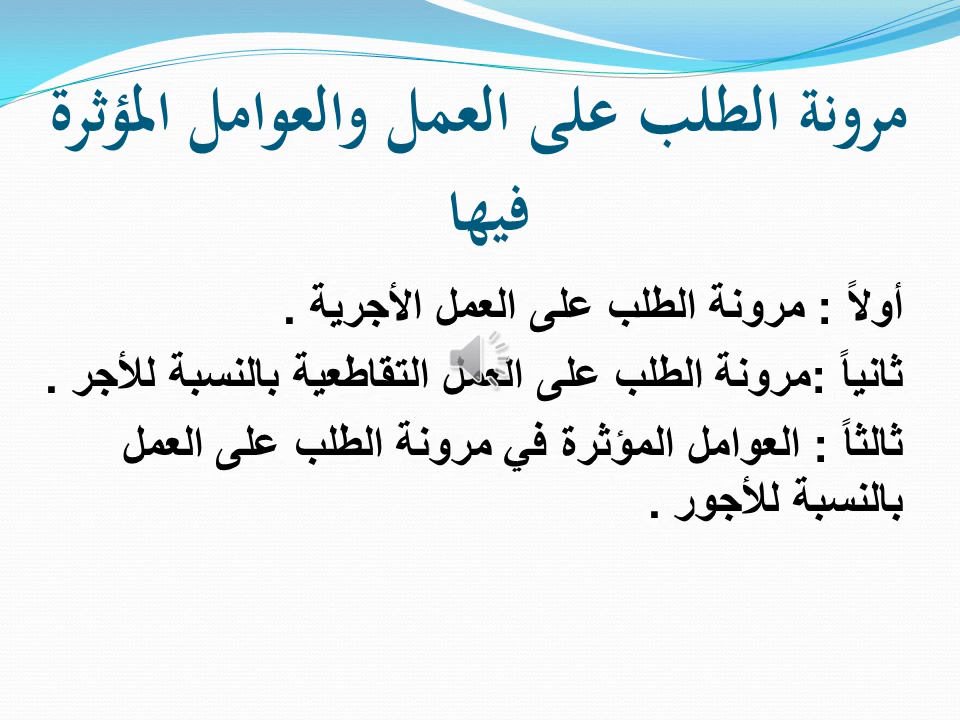 مرونة الطلب على العمل والعوامل المؤثرة
فيها
أولاً : مرونة الطلب على العمل الأجرية .
ثانياً :مرونة الطلب على العمل التقاطعية بالنسبة للأجر .
ثالثاً : العوامل المؤثرة في مرونة الطلب على العمل
بالنسبة للأجور .